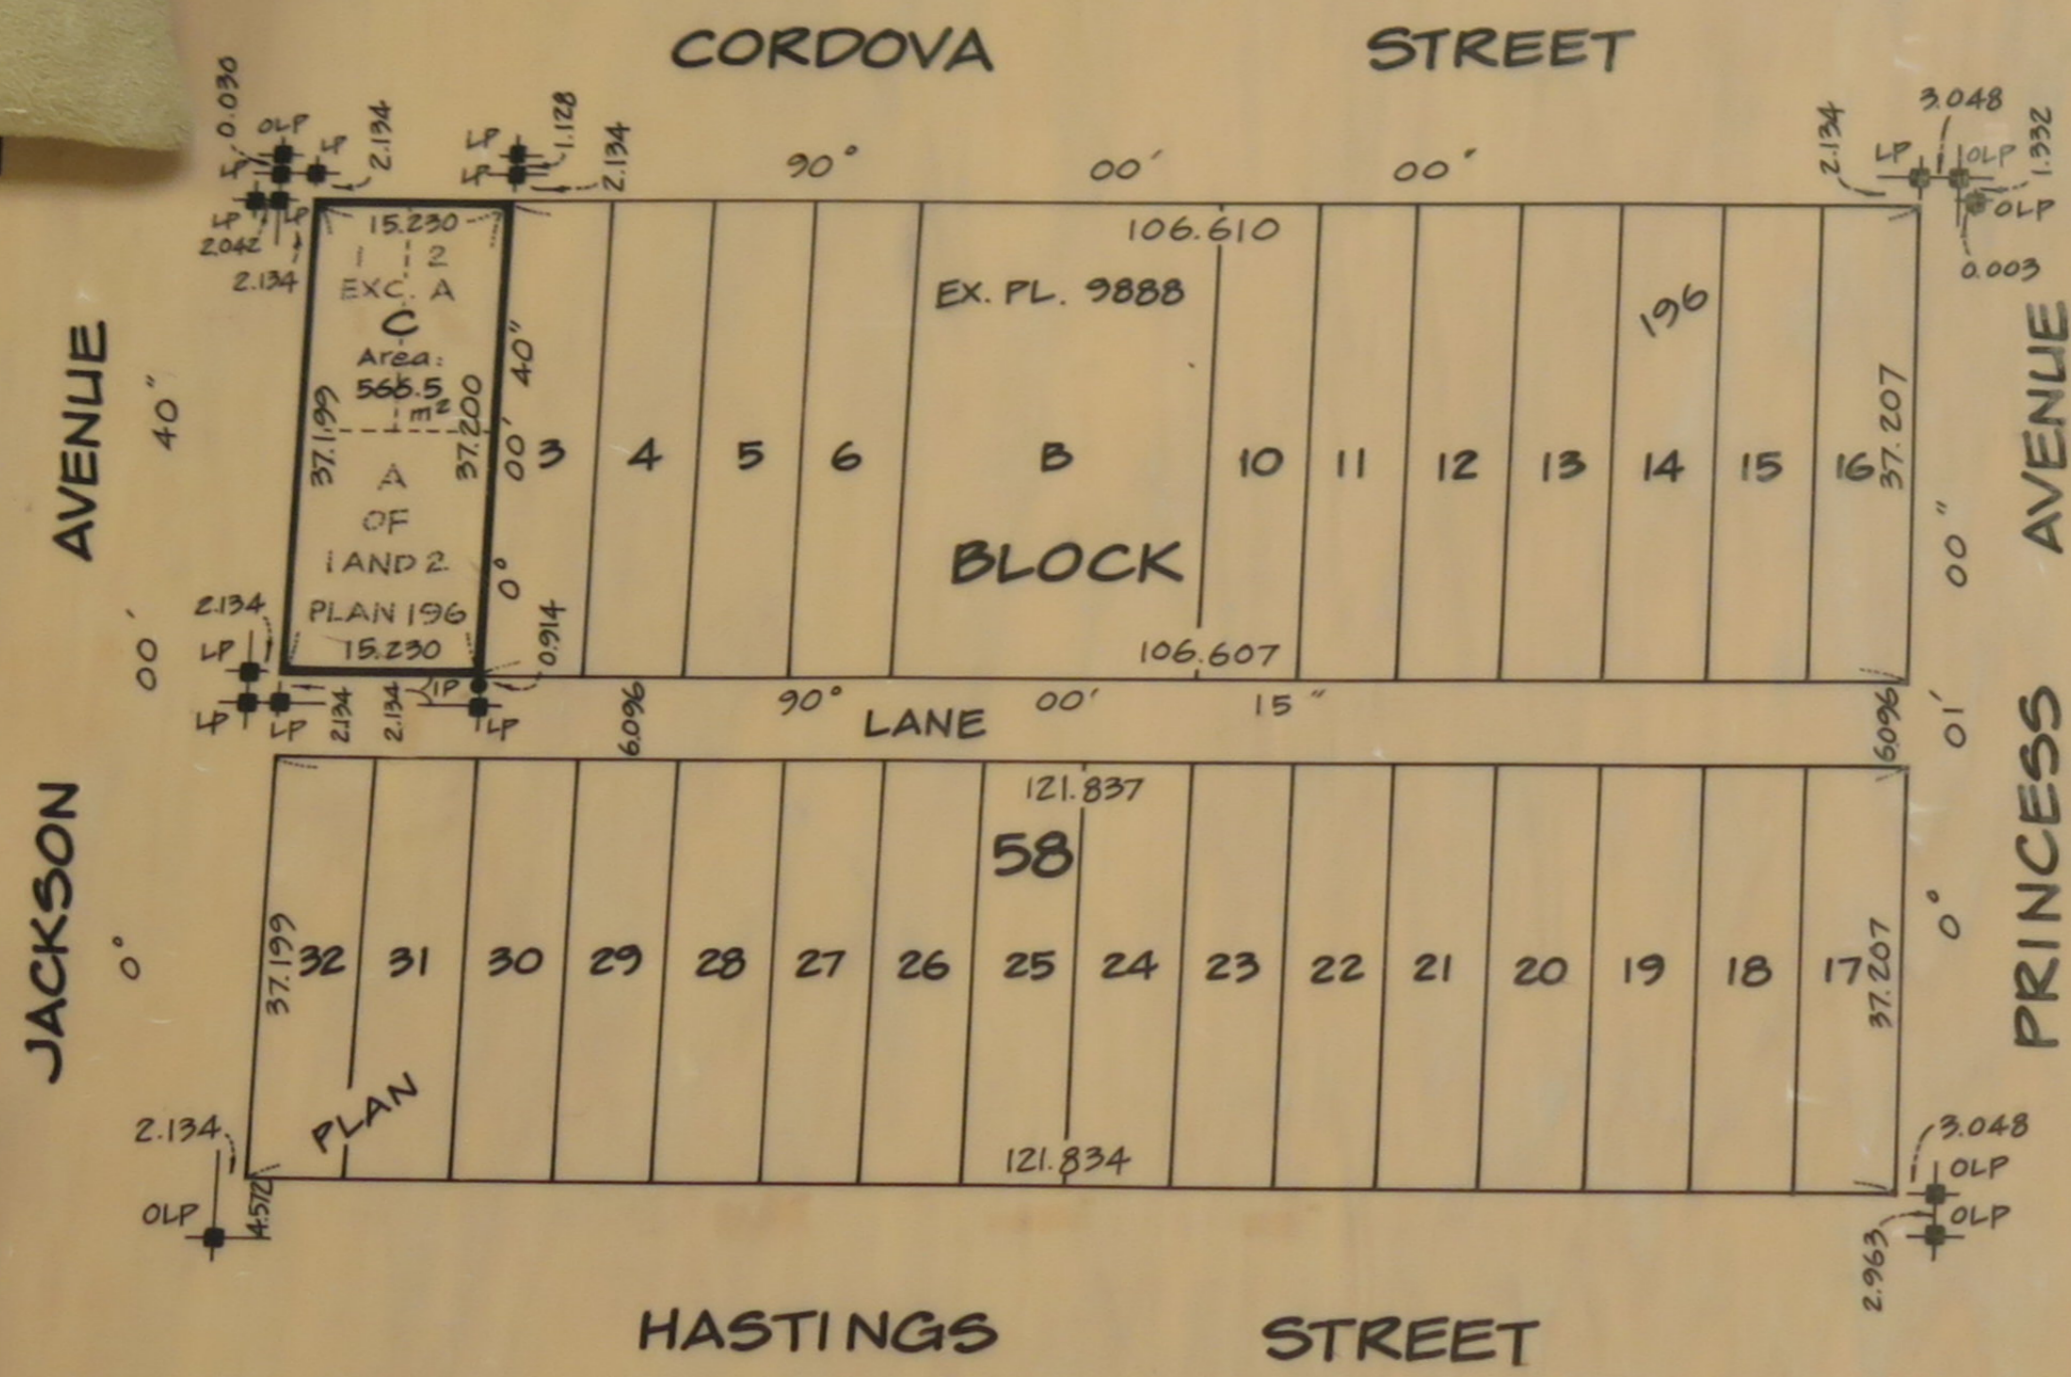 CORDOVA STREET
0.030
OLP
LP
2.134
LP
LP
LP
2.042
2.134
LP
LP
1.128
2.134
90° 00' 00"
2.134
LP
3.048
OLP
1.332
OLP
0.003
15.230
1 2
EXC. A
C
Area:
566.5
m²
37.199
37.200
A
OF
1 AND 2
PLAN 196
15.230
0° 00' 40"
106.610
EX. PL. 9888
196
3 4 5 6 B 10 11 12 13 14 15 16
37.207
BLOCK
106.607
2.134
LP
LP
LP
2.134
2.134
IP
LP
0.914
6.096
90° 00' 15"
LANE
6.096
121.837
58
37.199
32 31 30 29 28 27 26 25 24 23 22 21 20 19 18 17
37.207
PLAN
121.834
2.134
OLP
4.572
3.048
OLP
OLP
2.963
JACKSON AVENUE
0° 00' 40"
PRINCESS AVENUE
0° 01' 00"
HASTINGS STREET